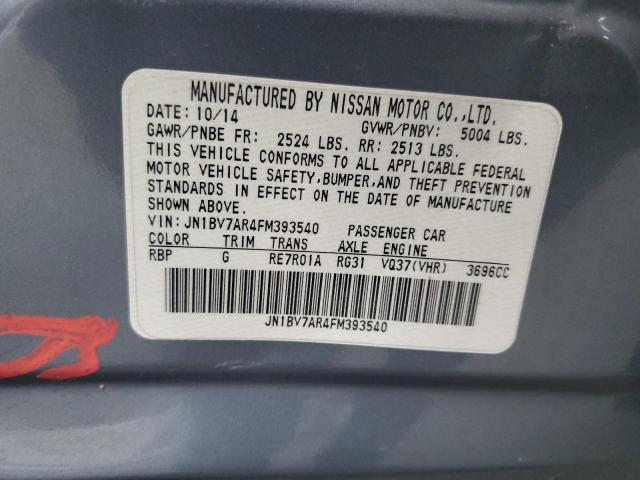 MANUFACTURED BY NISSAN MOTOR CO.,LTD.
DATE: 10/14 GVWR/PNBV: 5004 LBS.
GAWR/PNBE FR: 2524 LBS. RR: 2513 LBS.
THIS VEHICLE CONFORMS TO ALL APPLICABLE FEDERAL
MOTOR VEHICLE SAFETY,BUMPER,AND THEFT PREVENTION
STANDARDS IN EFFECT ON THE DATE OF MANUFACTURE
SHOWN ABOVE.
VIN:JN1BV7AR4FM393540 PASSENGER CAR
COLOR TRIM TRANS AXLE ENGINE
RBP G RE7R01A RG31 VQ37(VHR) 3696CC
JN1BV7AR4FM393540